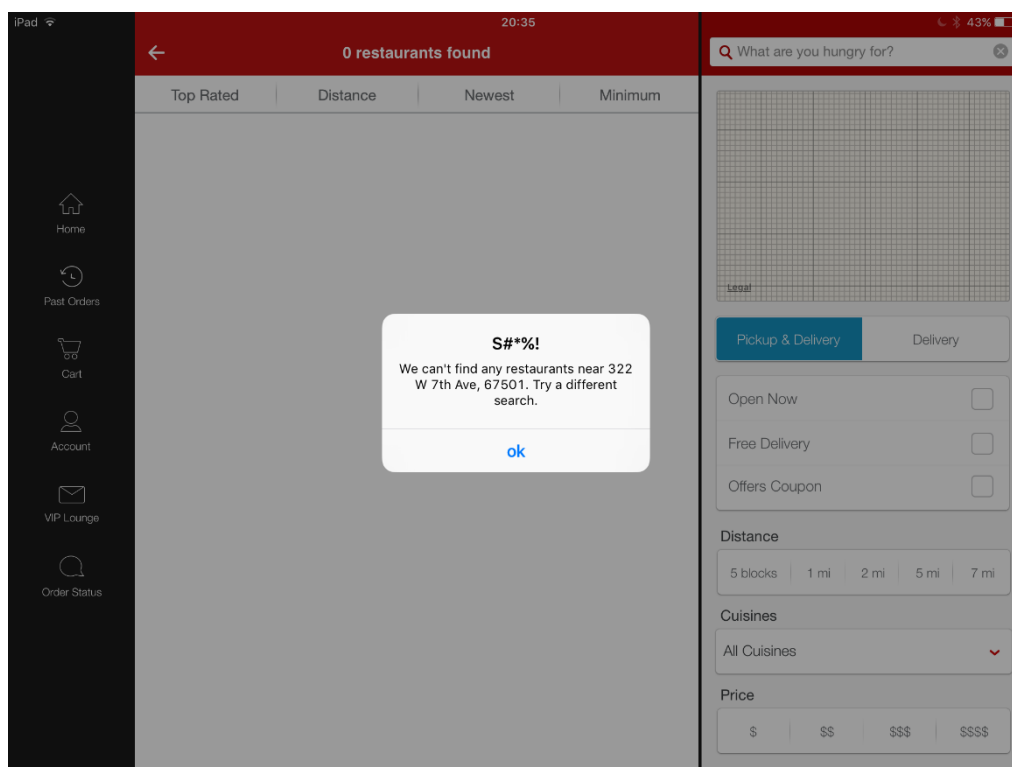 iPad 20:35 43%
0 restaurants found
What are you hungry for?
Top Rated Distance Newest Minimum
Home
Past Orders
Cart
Account
VIP Lounge
Order Status
S#*%!
We can't find any restaurants near 322
W 7th Ave, 67501. Try a different
search.
ok
Legal
Pickup & Delivery Delivery
Open Now
Free Delivery
Offers Coupon
Distance
5 blocks 1 mi 2 mi 5 mi 7 mi
Cuisines
All Cuisines
Price
$ $$ $$$ $$$$